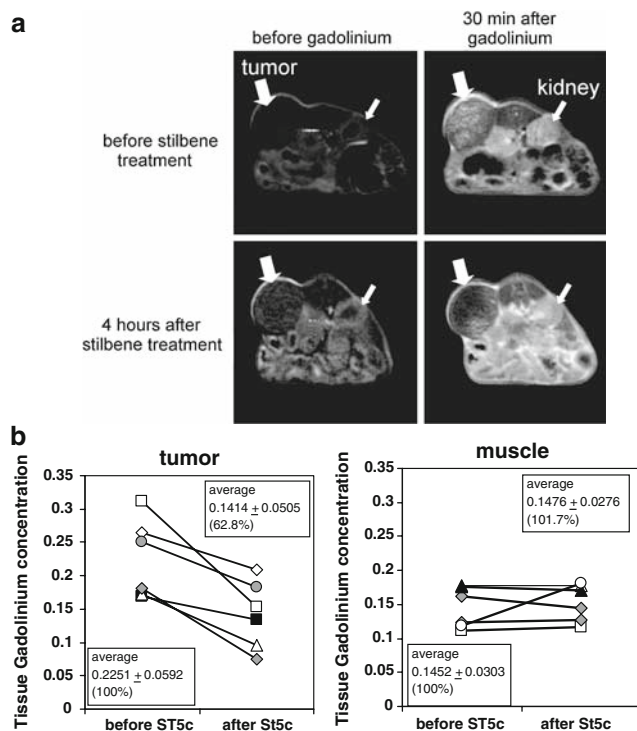 a
before gadolinium
30 min after
gadolinium
tumor
kidney
before stilbene
treatment
4 hours after
stilbene treatment
b
tumor
Tissue Gadolinium concentration
0.35
0.3
0.25
0.2
0.15
0.1
0.05
0
average
0.1414 ± 0.0505
(62.8%)
average
0.2251 ± 0.0592
(100%)
before ST5c
after St5c
muscle
Tissue Gadolinium concentration
0.35
0.3
0.25
0.2
0.15
0.1
0.05
0
average
0.1476 ± 0.0276
(101.7%)
average
0.1452 ± 0.0303
(100%)
before ST5c
after St5c